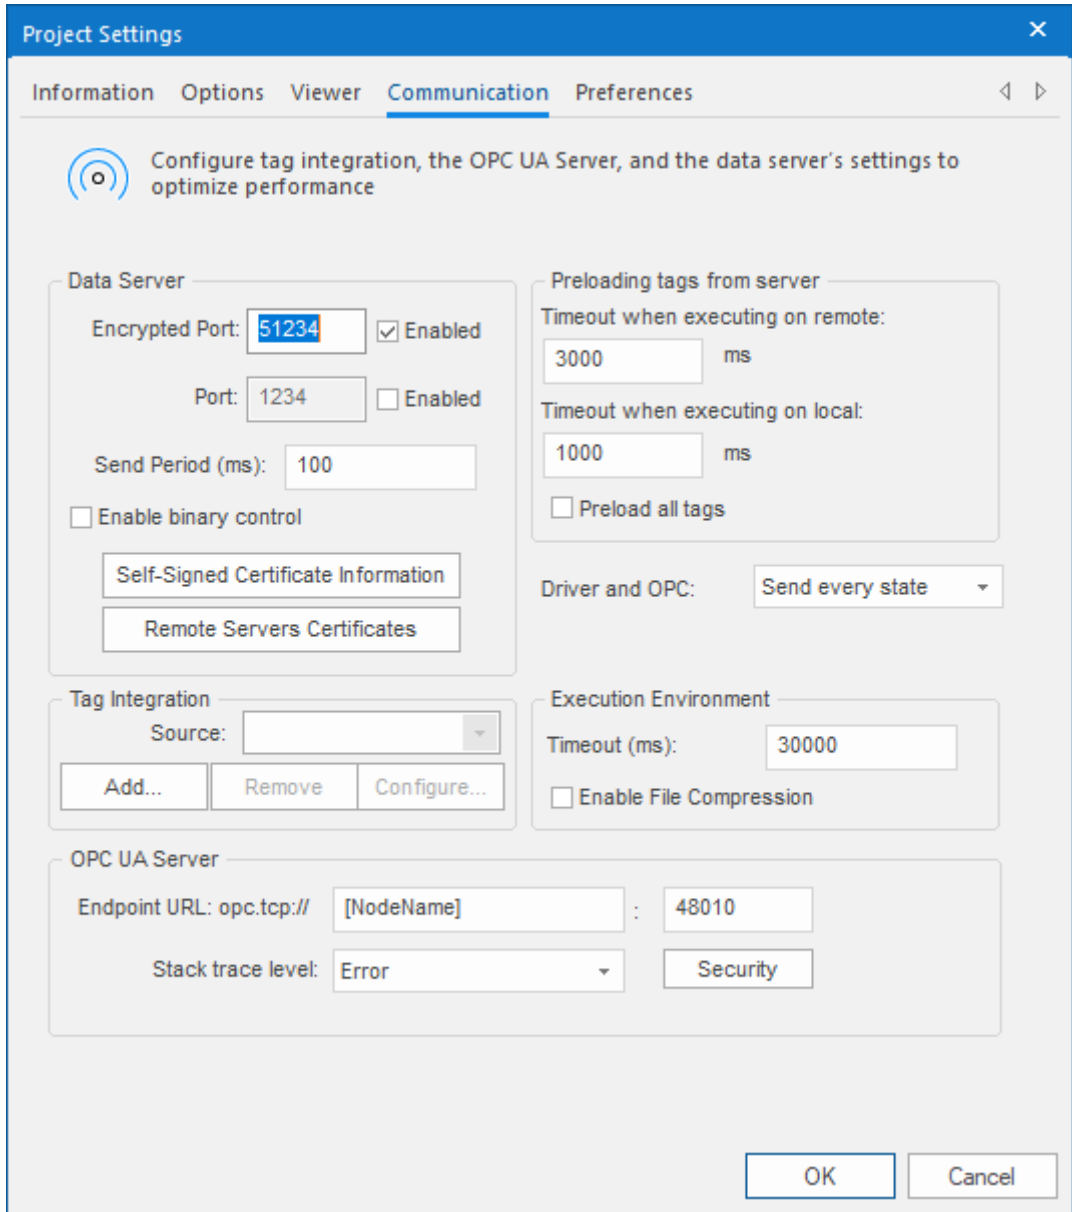 Project Settings
Information Options Viewer Communication Preferences
Configure tag integration, the OPC UA Server, and the data server's settings to
optimize performance
Data Server
Encrypted Port: 51234 Enabled
Port: 1234 Enabled
Send Period (ms): 100
Enable binary control
Self-Signed Certificate Information
Remote Servers Certificates
Preloading tags from server
Timeout when executing on remote:
3000 ms
Timeout when executing on local:
1000 ms
Preload all tags
Driver and OPC: Send every state
Tag Integration
Source:
Add... Remove Configure...
Execution Environment
Timeout (ms): 30000
Enable File Compression
OPC UA Server
Endpoint URL: opc.tcp:// [NodeName] : 48010
Stack trace level: Error Security
OK Cancel